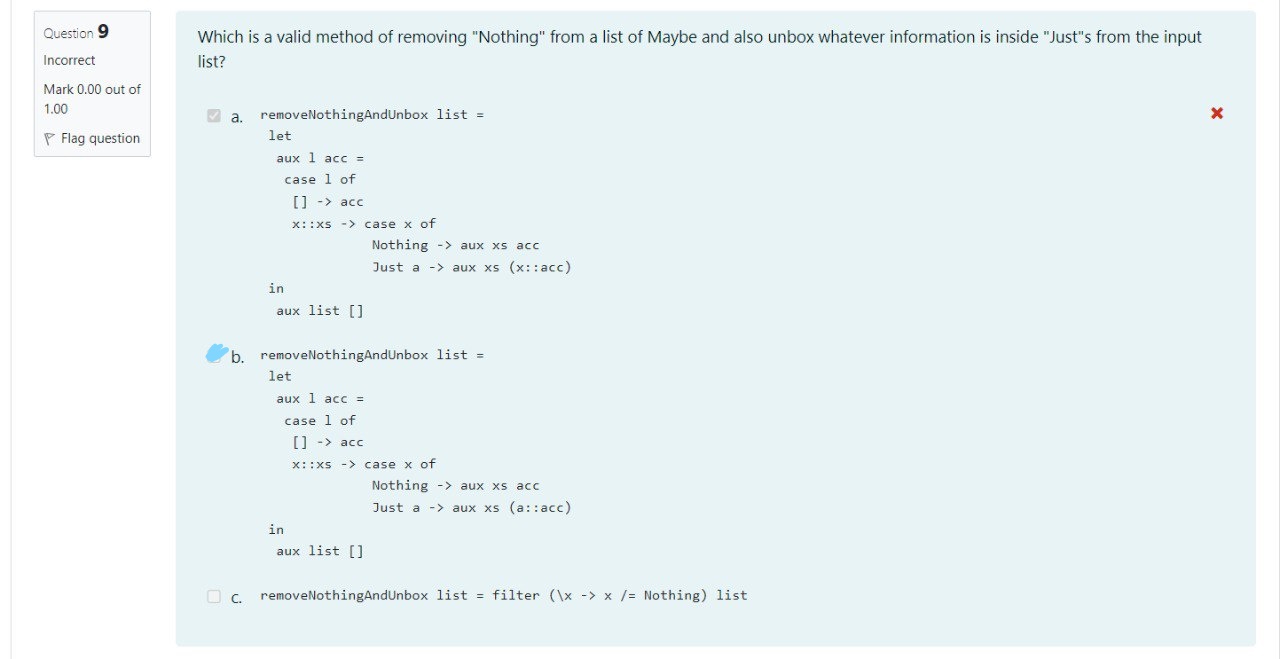 Question 9
Incorrect
Mark 0.00 out of
1.00
Flag question
Which is a valid method of removing "Nothing" from a list of Maybe and also unbox whatever information is inside "Just"s from the input
list?
a. removeNothingAndUnbox list =
let
aux l acc =
case l of
[] -> acc
x::xs -> case x of
Nothing -> aux xs acc
Just a -> aux xs (x::acc)
in
aux list []
b. removeNothingAndUnbox list =
let
aux l acc =
case l of
[] -> acc
x::xs -> case x of
Nothing -> aux xs acc
Just a -> aux xs (a::acc)
in
aux list []
c. removeNothingAndUnbox list = filter (\x -> x /= Nothing) list